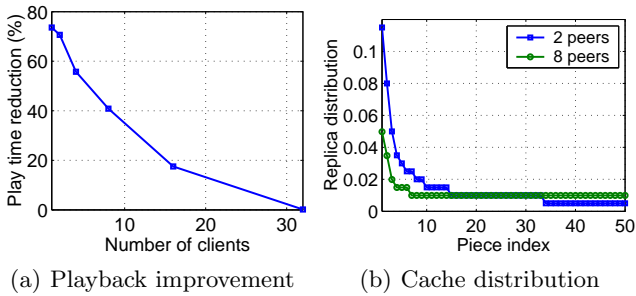 80
60
40
20
0
10
20
30
Play time reduction (%)
Number of clients
(a) Playback improvement
0.1
0.08
0.06
0.04
0.02
0
10
20
30
40
50
Replica distribution
Piece index
2 peers
8 peers
(b) Cache distribution